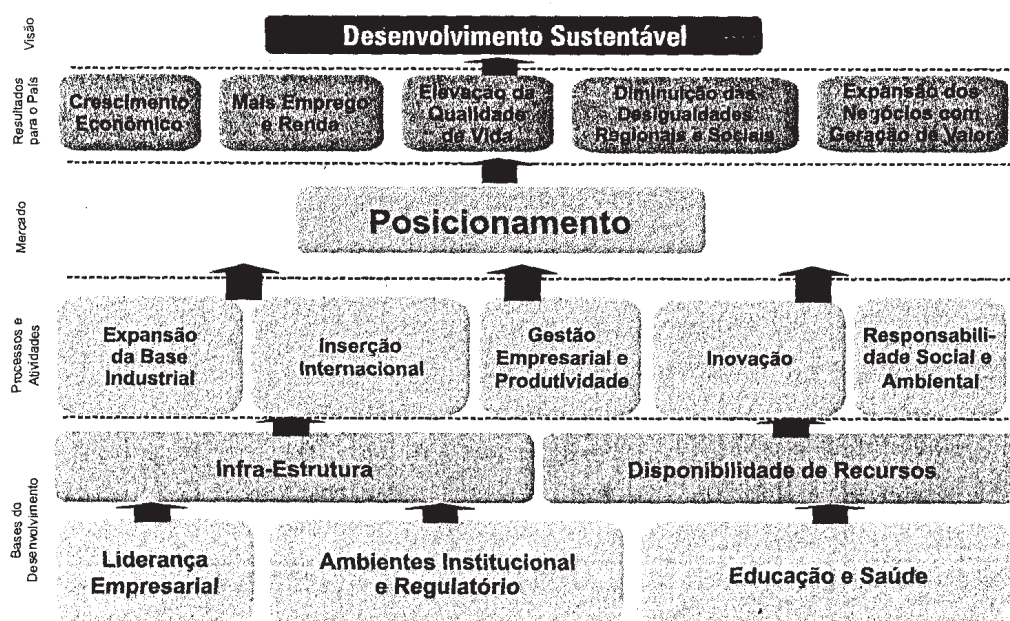 Visão
Desenvolvimento Sustentável
Resultados
para o País
Crescimento
Econômico
Mais Emprego
e Renda
Elevação da
Qualidade
de Vida
Diminuição das
Desigualdades
Regionais e Sociais
Expansão dos
Negócios com
Geração de Valor
Mercado
Posicionamento
Processos e
Atividades
Expansão
da Base
Industrial
Inserção
Internacional
Gestão
Empresarial e
Produtividade
Inovação
Responsabili-
dade Social e
Ambiental
Bases do
Desenvolvimento
Infra-Estrutura
Disponibilidade de Recursos
Liderança
Empresarial
Ambientes Institucional
e Regulatório
Educação e Saúde